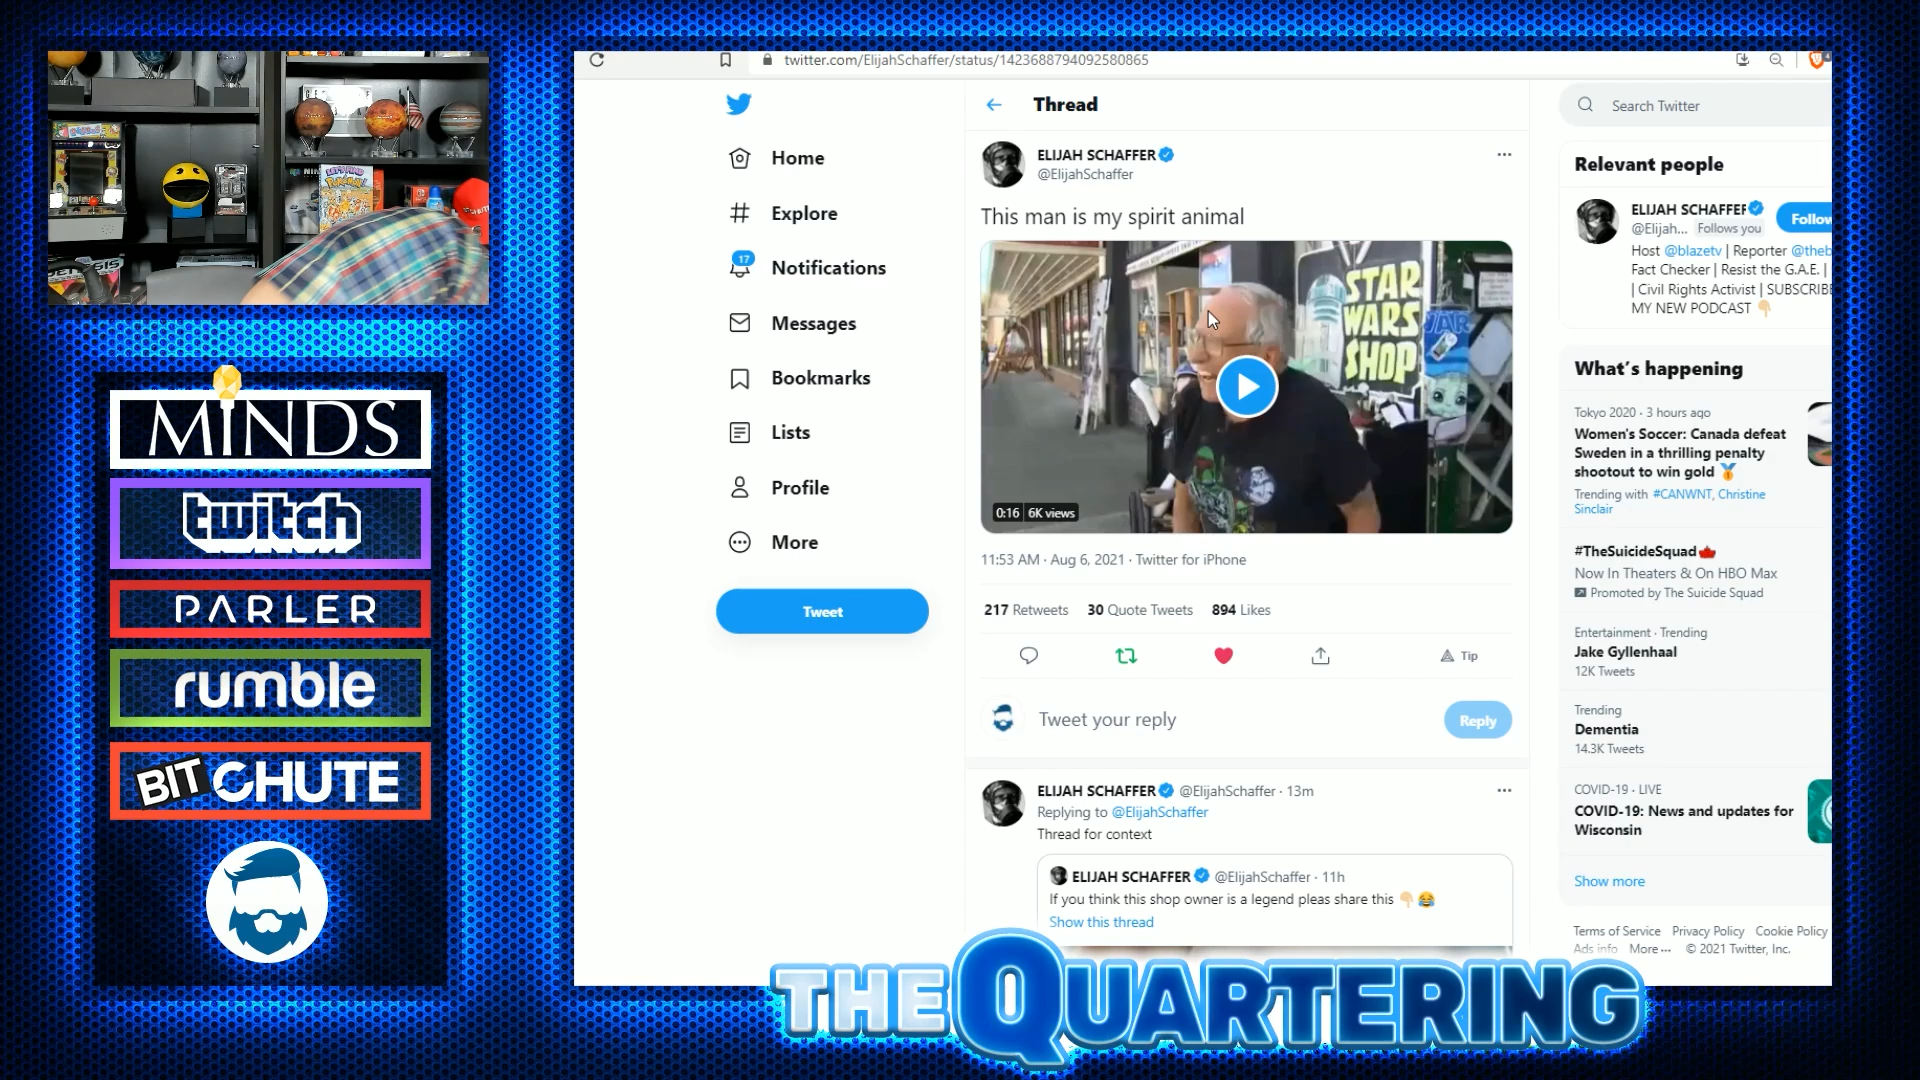 twitter.com/ElijahSchaffer/status/1423688794092580865
Thread
Search Twitter
Home
Explore
17
Notifications
Messages
Bookmarks
Lists
Profile
More
Tweet
ELIJAH SCHAFFER
@ElijahSchaffer
This man is my spirit animal
STAR
WARS
SHOP
0:16 6K views
11:53 AM · Aug 6, 2021 · Twitter for iPhone
217 Retweets 30 Quote Tweets 894 Likes
Tip
Tweet your reply
Reply
ELIJAH SCHAFFER @ElijahSchaffer · 13m
Replying to @ElijahSchaffer
Thread for context
ELIJAH SCHAFFER @ElijahSchaffer · 11h
If you think this shop owner is a legend pleas share this
Show this thread
Relevant people
ELIJAH SCHAFFER
@Elijah... Follows you
Follow
Host @blazetv | Reporter @theb
Fact Checker | Resist the G.A.E. |
| Civil Rights Activist | SUBSCRIBE
MY NEW PODCAST
What's happening
Tokyo 2020 · 3 hours ago
Women's Soccer: Canada defeat
Sweden in a thrilling penalty
shootout to win gold
Trending with #CANWNT, Christine
Sinclair
#TheSuicideSquad
Now In Theaters & On HBO Max
Promoted by The Suicide Squad
Entertainment · Trending
Jake Gyllenhaal
12K Tweets
Trending
Dementia
14.3K Tweets
COVID-19 · LIVE
COVID-19: News and updates for
Wisconsin
Show more
Terms of Service Privacy Policy Cookie Policy
Ads info More ··· © 2021 Twitter, Inc.
MINDS
twitch
PARLER
rumble
BITCHUTE
THE QUARTERING